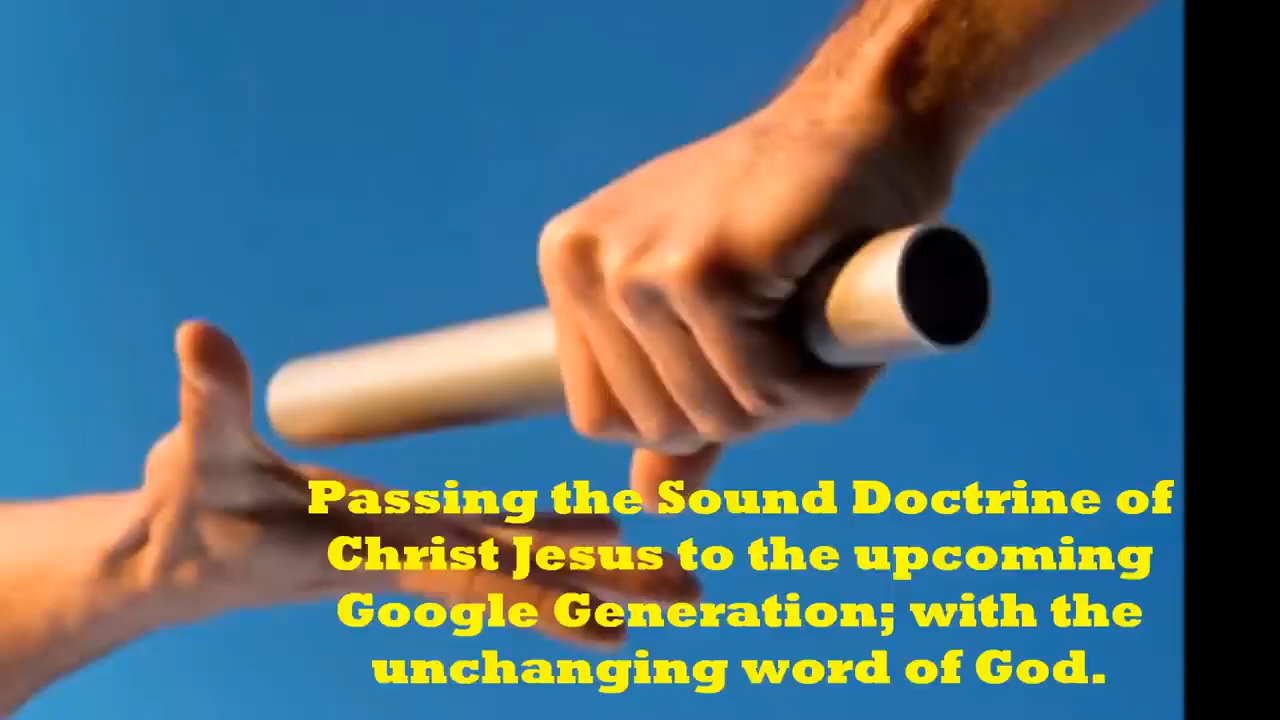 Passing the Sound Doctrine of
Christ Jesus to the upcoming
Google Generation; with the
unchanging word of God.